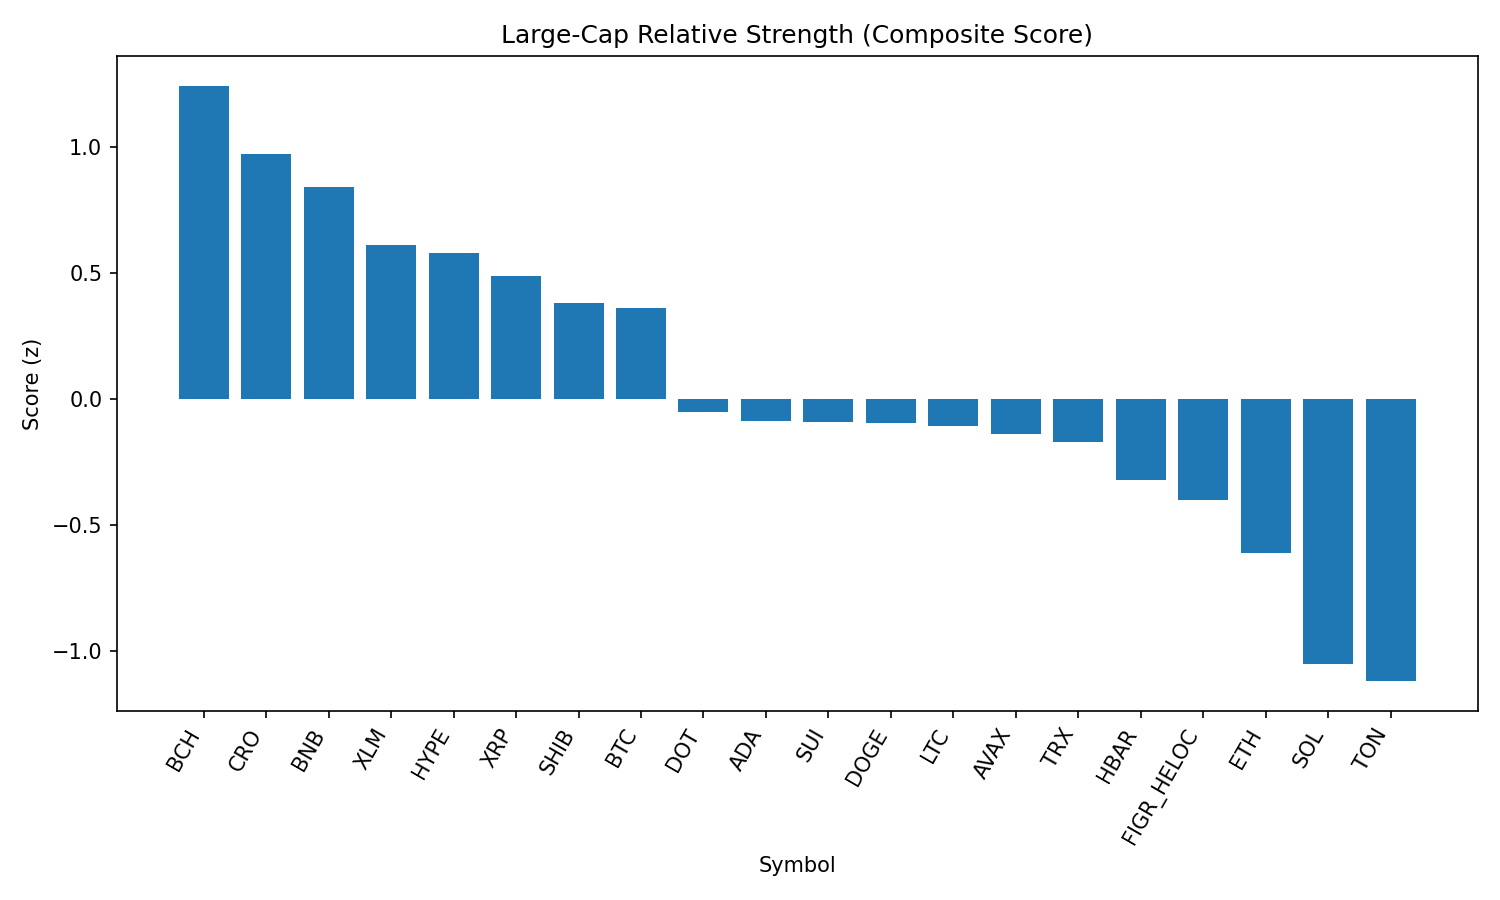 Large-Cap Relative Strength (Composite Score)
Score (z)
1.0
0.5
0.0
−0.5
−1.0
BCH
CRO
BNB
XLM
HYPE
XRP
SHIB
BTC
DOT
ADA
SUI
DOGE
LTC
AVAX
TRX
HBAR
FIGR_HELOC
ETH
SOL
TON
Symbol